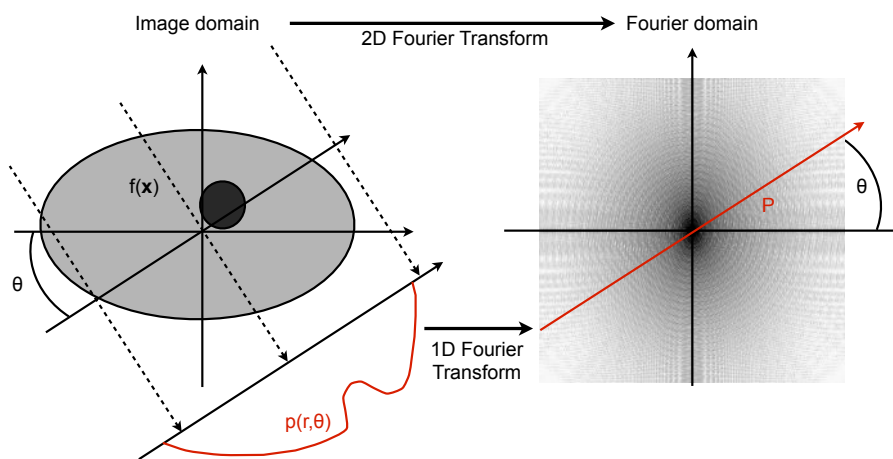 Image domain
2D Fourier Transform
Fourier domain
f(x)
θ
p(r,θ)
1D Fourier
Transform
P
θ